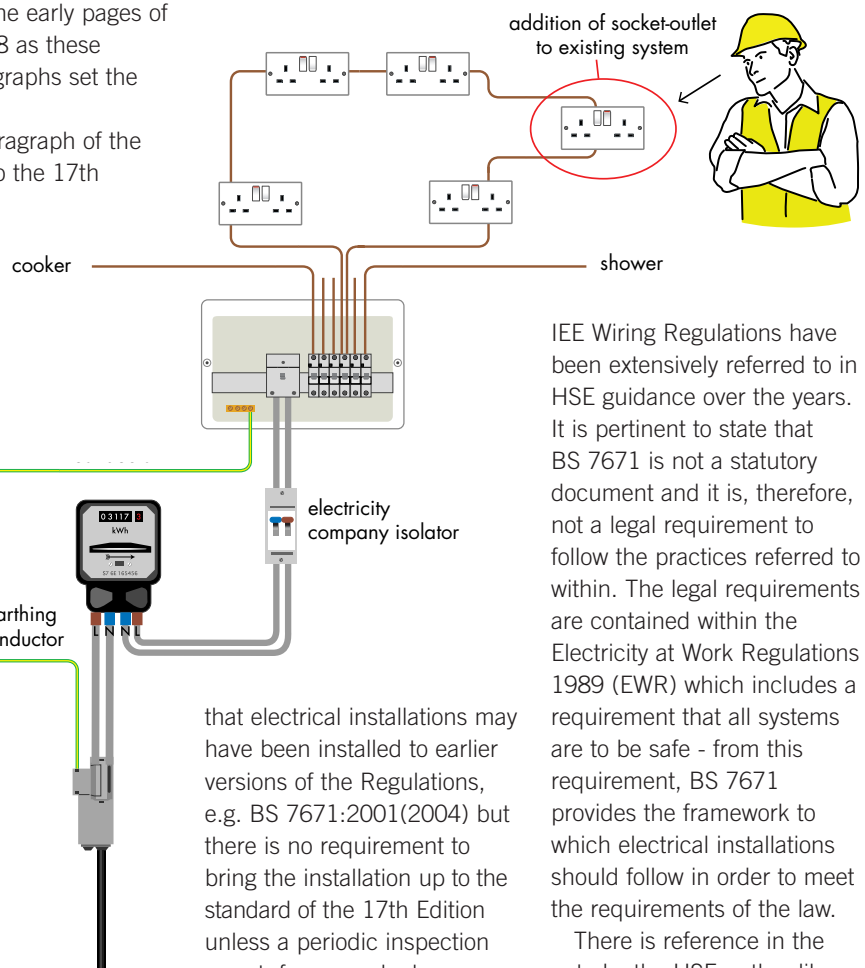 he early pages of
8 as these
graphs set the
ragraph of the
o the 17th
addition of socket-outlet
to existing system
cooker
shower
electricity
company isolator
03117
kWh
L N N L
arthing
nductor
that electrical installations may
have been installed to earlier
versions of the Regulations,
e.g. BS 7671:2001(2004) but
there is no requirement to
bring the installation up to the
standard of the 17th Edition
unless a periodic inspection
IEE Wiring Regulations have
been extensively referred to in
HSE guidance over the years.
It is pertinent to state that
BS 7671 is not a statutory
document and it is, therefore,
not a legal requirement to
follow the practices referred to
within. The legal requirements
are contained within the
Electricity at Work Regulations
1989 (EWR) which includes a
requirement that all systems
are to be safe - from this
requirement, BS 7671
provides the framework to
which electrical installations
should follow in order to meet
the requirements of the law.
There is reference in the